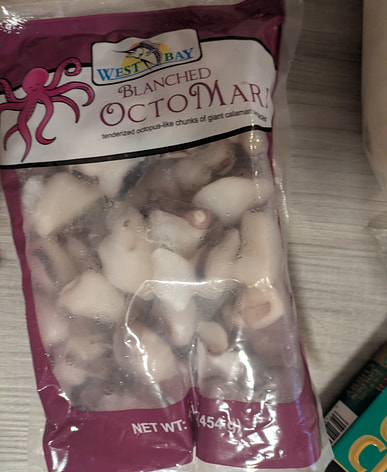 WEST BAY
BLANCHED
OCTOMAR
tenderized octopus-like chunks of giant calamari
NET WT. (454 g)